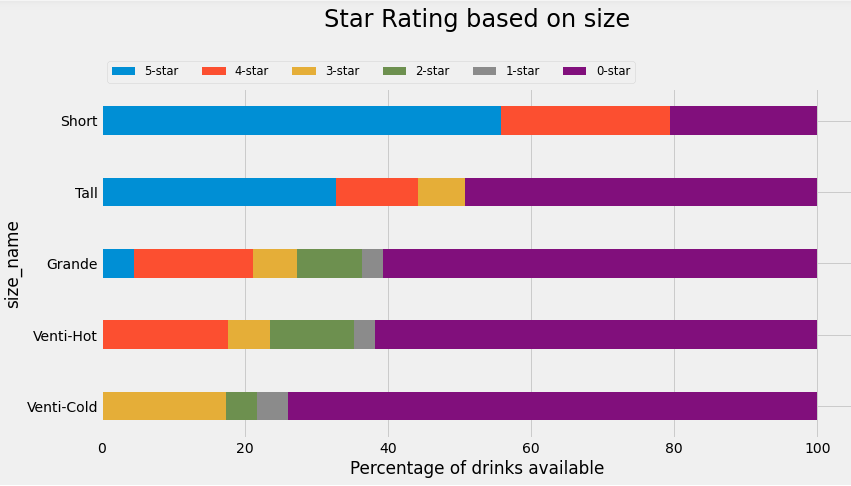 Star Rating based on size
5-star 4-star 3-star 2-star 1-star 0-star
Short
Tall
Grande
Venti-Hot
Venti-Cold
size_name
0 20 40 60 80 100
Percentage of drinks available